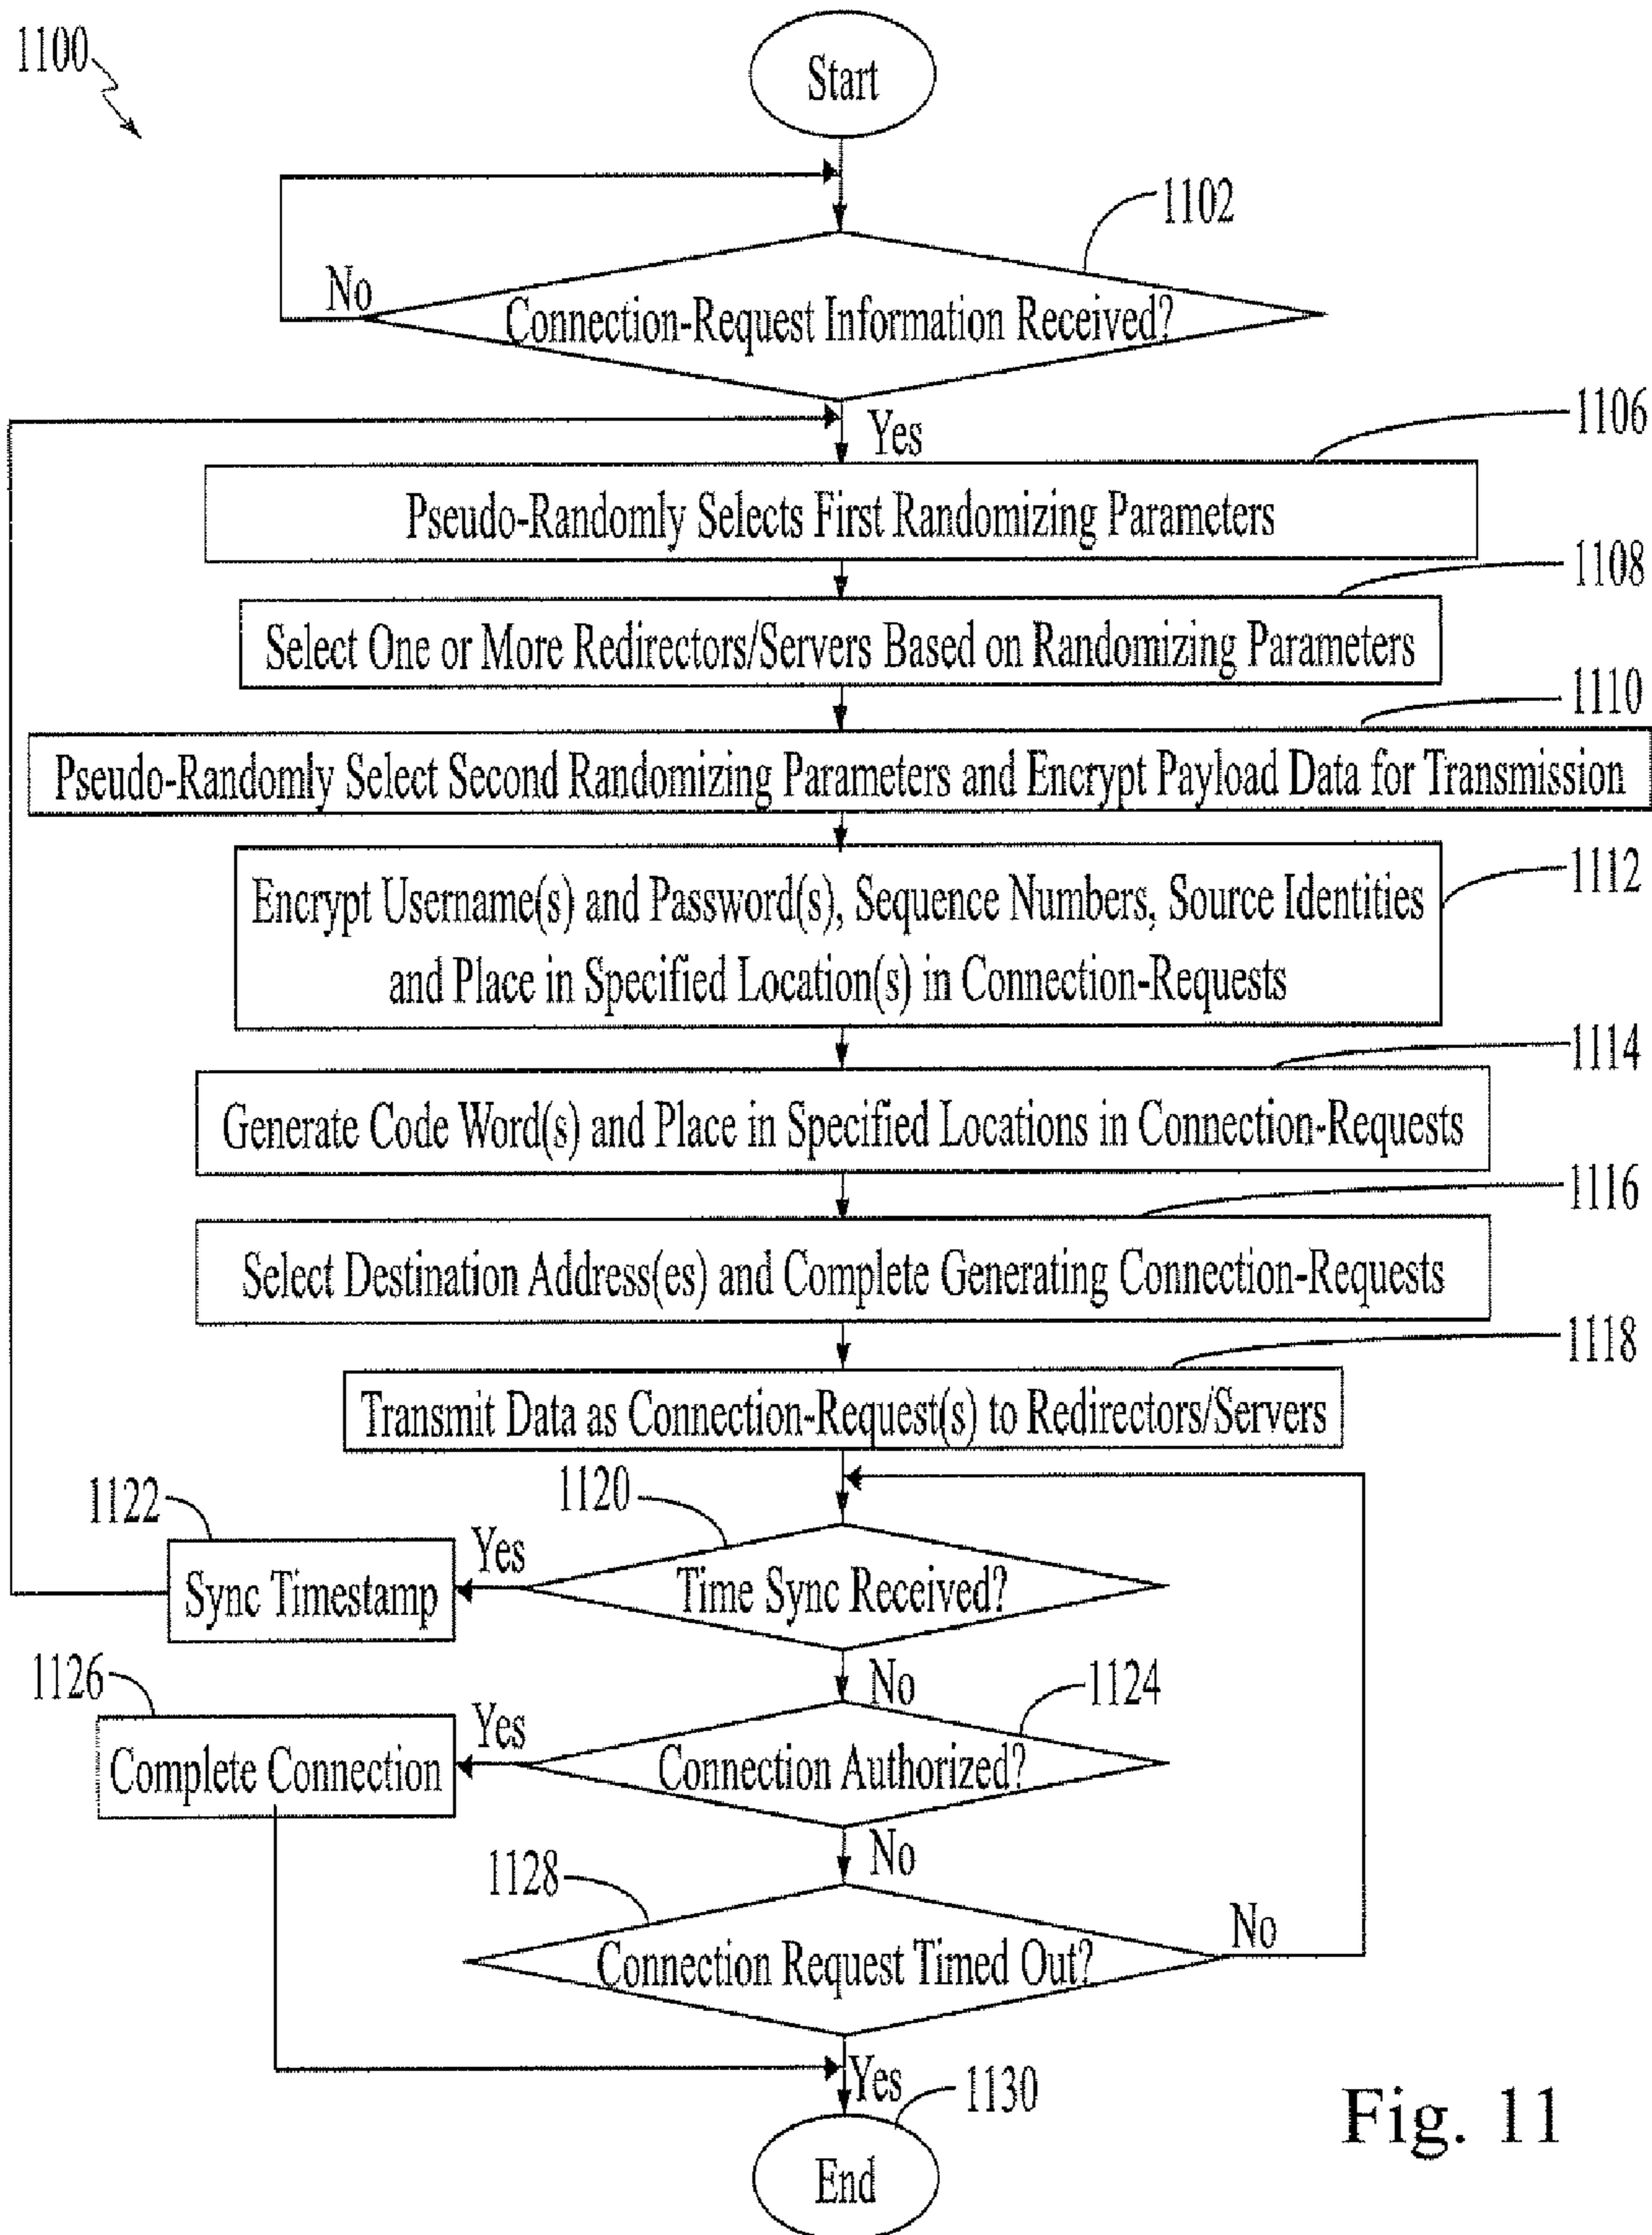 1100
Start
1102
No
Connection-Request Information Received?
Yes
1106
Pseudo-Randomly Selects First Randomizing Parameters
1108
Select One or More Redirectors/Servers Based on Randomizing Parameters
1110
Pseudo-Randomly Select Second Randomizing Parameters and Encrypt Payload Data for Transmission
1112
Encrypt Username(s) and Password(s), Sequence Numbers, Source Identities
and Place in Specified Location(s) in Connection-Requests
1114
Generate Code Word(s) and Place in Specified Locations in Connection-Requests
1116
Select Destination Address(es) and Complete Generating Connection-Requests
1118
Transmit Data as Connection-Request(s) to Redirectors/Servers
1120
1122
Yes
Time Sync Received?
Sync Timestamp
No
1124
1126
Yes
Connection Authorized?
Complete Connection
No
1128
No
Connection Request Timed Out?
Yes
1130
End
Fig. 11